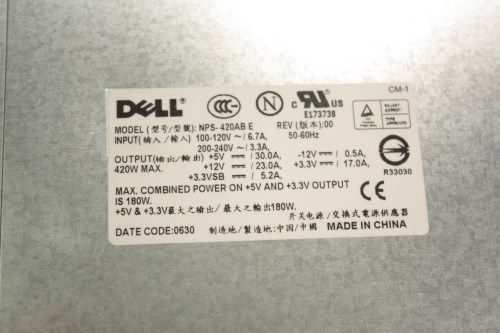 CM-1
DELL CCC N c UL US
E173738
MODEL (型号/型號): NPS-420AB E REV (版本):00
INPUT(输入/輸入) 100-120V ~ / 6.7A, 50-60Hz
200-240V ~ / 3.3A.
OUTPUT(输出/輸出) +5V ⎓ / 30.0A, -12V ⎓ / 0.5A,
420W MAX. +12V ⎓ / 23.0A, +3.3V ⎓ / 17.0A,
+3.3VSB ⎓ / 5.2A
R33030
MAX. COMBINED POWER ON +5V AND +3.3V OUTPUT
IS 180W.
+5V & +3.3V最大之输出/ 最大之輸出180W.
开关电源 /交換式電源供應器
DATE CODE:0630 制造地/製造地:中国/中國 MADE IN CHINA